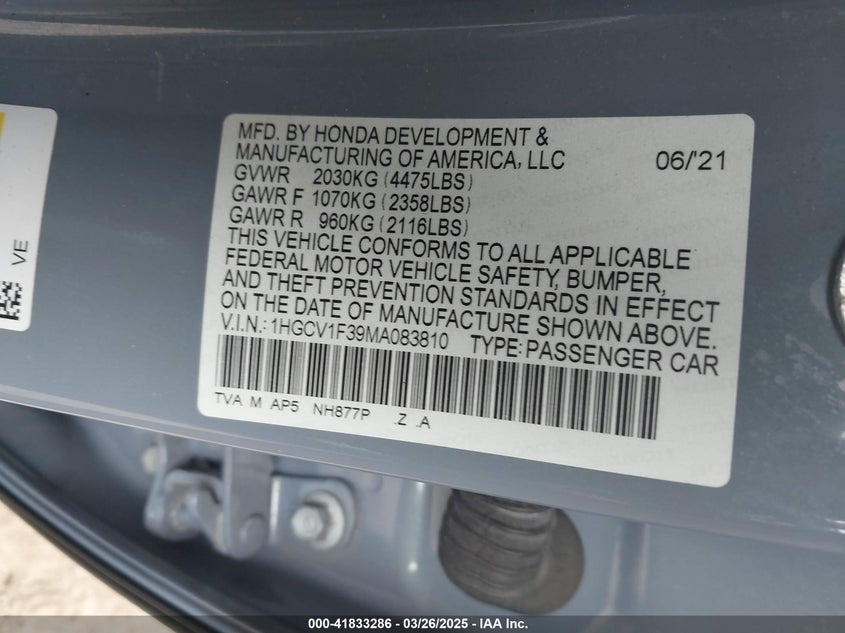 MFD. BY HONDA DEVELOPMENT &
MANUFACTURING OF AMERICA, LLC 06/'21
GVWR 2030KG (4475LBS)
GAWR F 1070KG (2358LBS)
GAWR R 960KG (2116LBS)
THIS VEHICLE CONFORMS TO ALL APPLICABLE
FEDERAL MOTOR VEHICLE SAFETY, BUMPER,
AND THEFT PREVENTION STANDARDS IN EFFECT
ON THE DATE OF MANUFACTURE SHOWN ABOVE.
V.I.N.: 1HGCV1F39MA083810 TYPE: PASSENGER CAR
TVA M AP5 NH877P .Z .A
VE
000-41833286 - 03/26/2025 - IAA Inc.